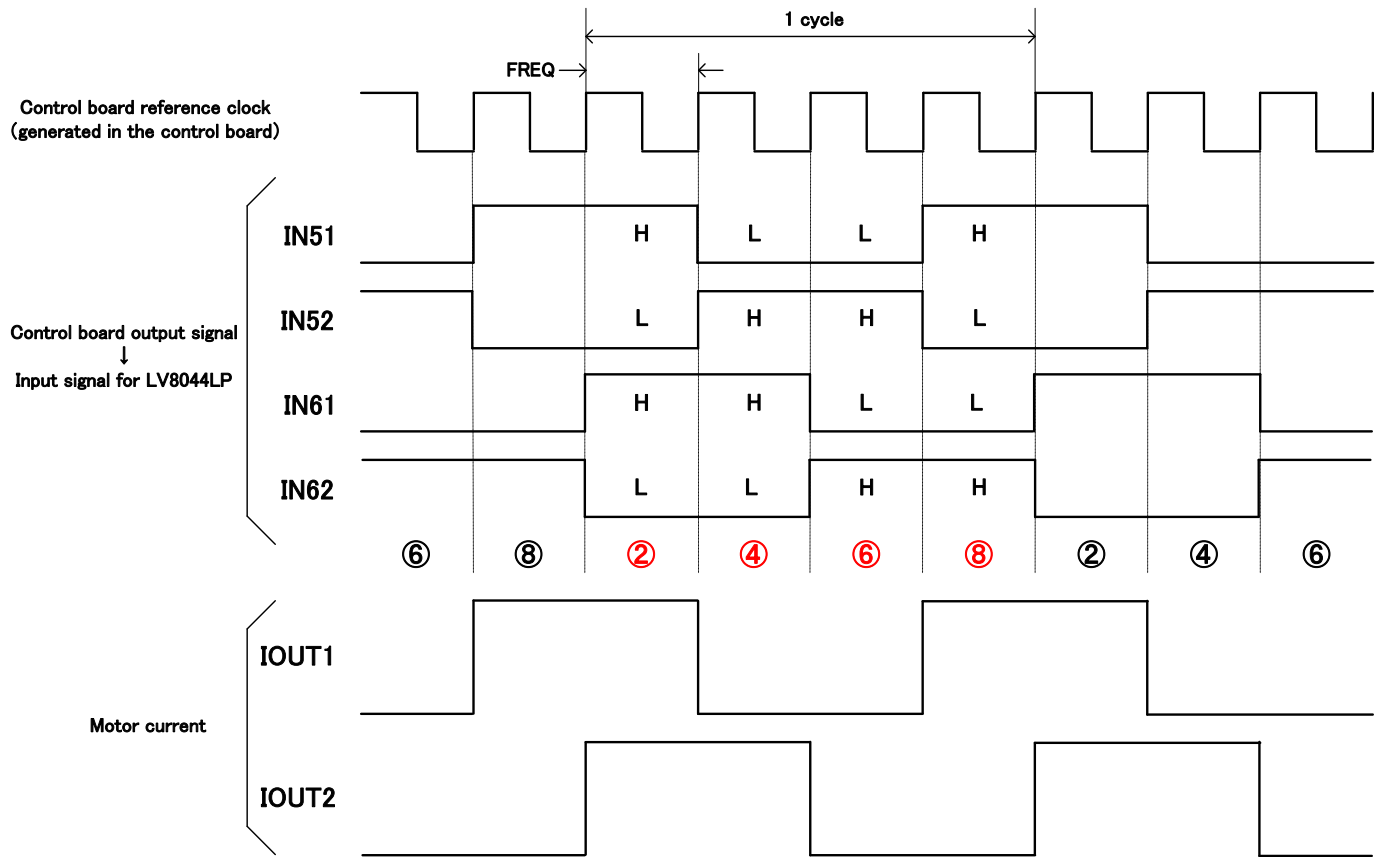 1 cycle
FREQ
Control board reference clock
(generated in the control board)
IN51
H L L H
IN52
L H H L
Control board output signal
↓
Input signal for LV8044LP
IN61
H H L L
IN62
L L H H
⑥ ⑧ ② ④ ⑥ ⑧ ② ④ ⑥
IOUT1
Motor current
IOUT2